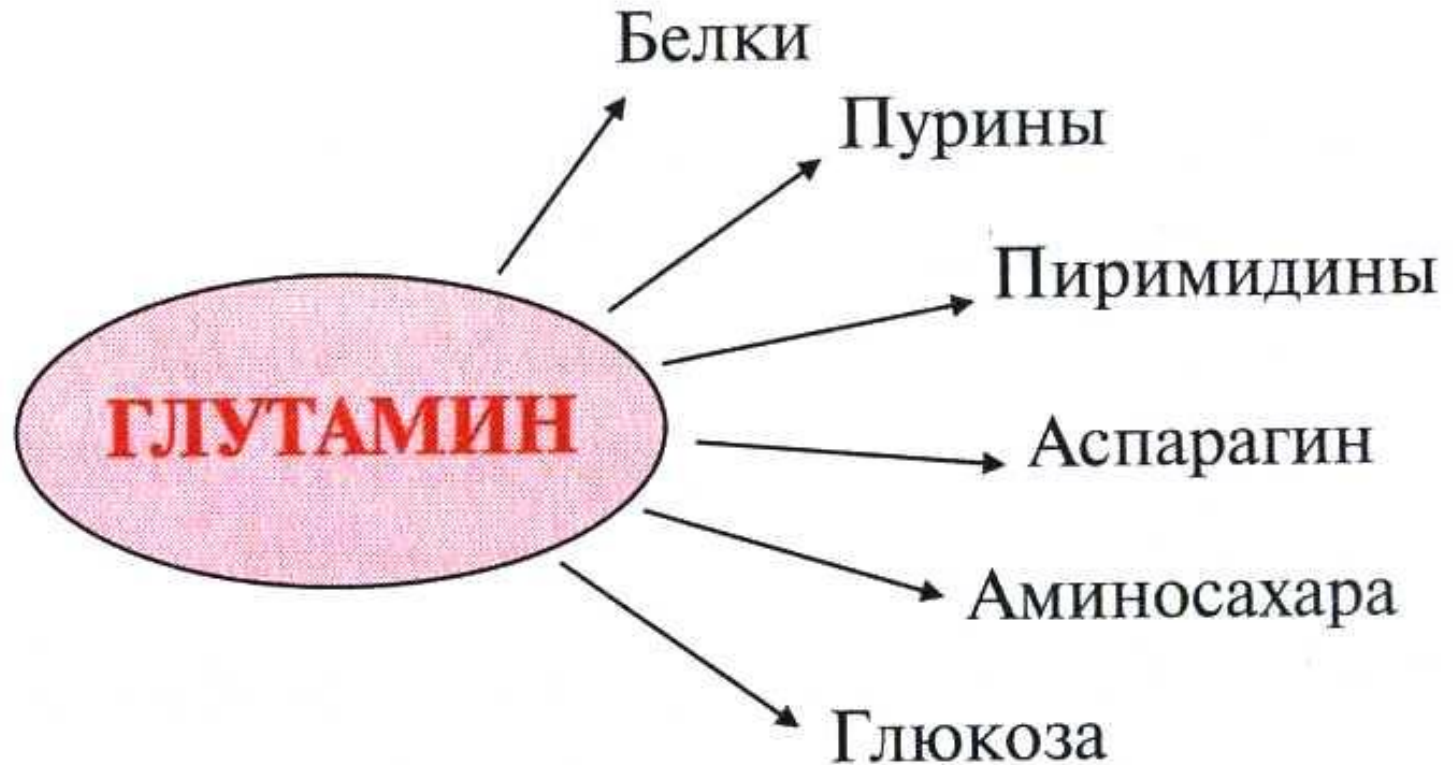 Белки
Пурины
Пиримидины
ГЛУТАМИН
Аспарагин
Аминосахара
Глюкоза